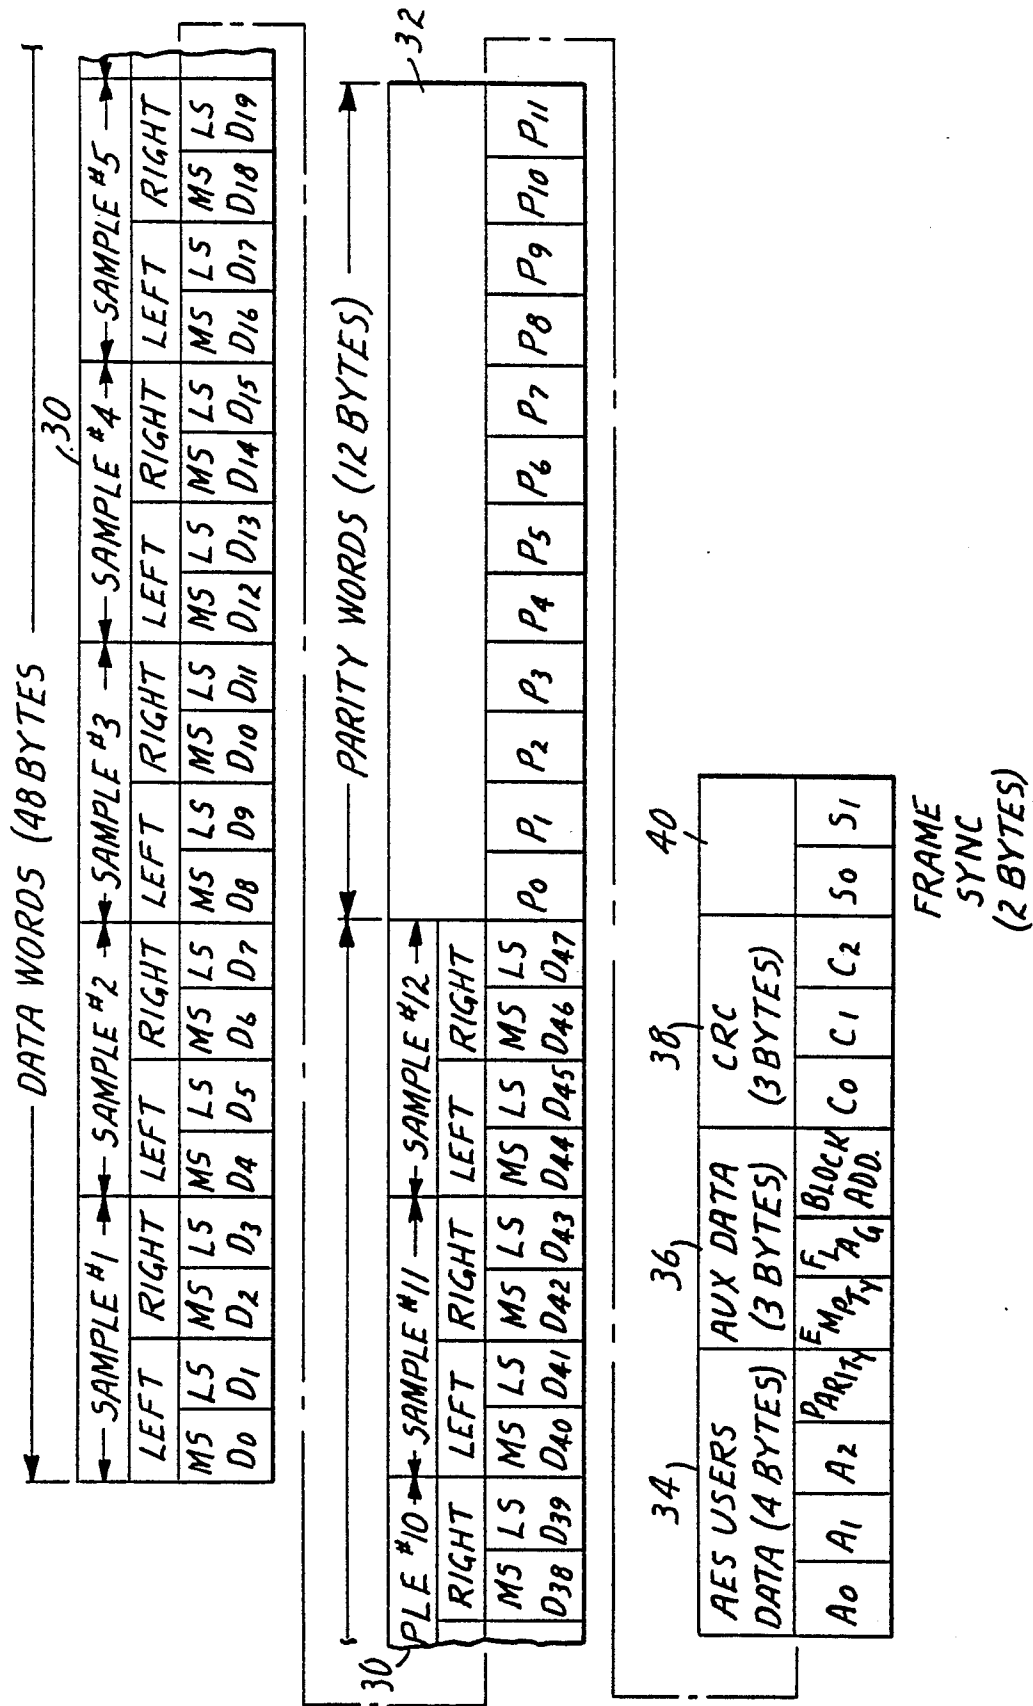 DATA WORDS (48 BYTES
30
SAMPLE #1 SAMPLE #2 SAMPLE #3 SAMPLE #4 SAMPLE #5
LEFT RIGHT LEFT RIGHT LEFT RIGHT LEFT RIGHT LEFT RIGHT
MS LS MS LS MS LS MS LS MS LS MS LS MS LS MS LS MS LS MS LS
D0 D1 D2 D3 D4 D5 D6 D7 D8 D9 D10 D11 D12 D13 D14 D15 D16 D17 D18 D19
PARITY WORDS (12 BYTES)
30
32
PLE #10 SAMPLE #11 SAMPLE #12
RIGHT LEFT RIGHT LEFT RIGHT
MS LS MS LS MS LS MS LS MS LS
D38 D39 D40 D41 D42 D43 D44 D45 D46 D47
P0 P1 P2 P3 P4 P5 P6 P7 P8 P9 P10 P11
34 36 38 40
AES USERS AUX DATA CRC
DATA (4 BYTES) (3 BYTES) (3 BYTES)
A0 A1 A2 PARITY EMPTY FLAG BLOCK ADD. C0 C1 C2 S0 S1
FRAME
SYNC
(2 BYTES)